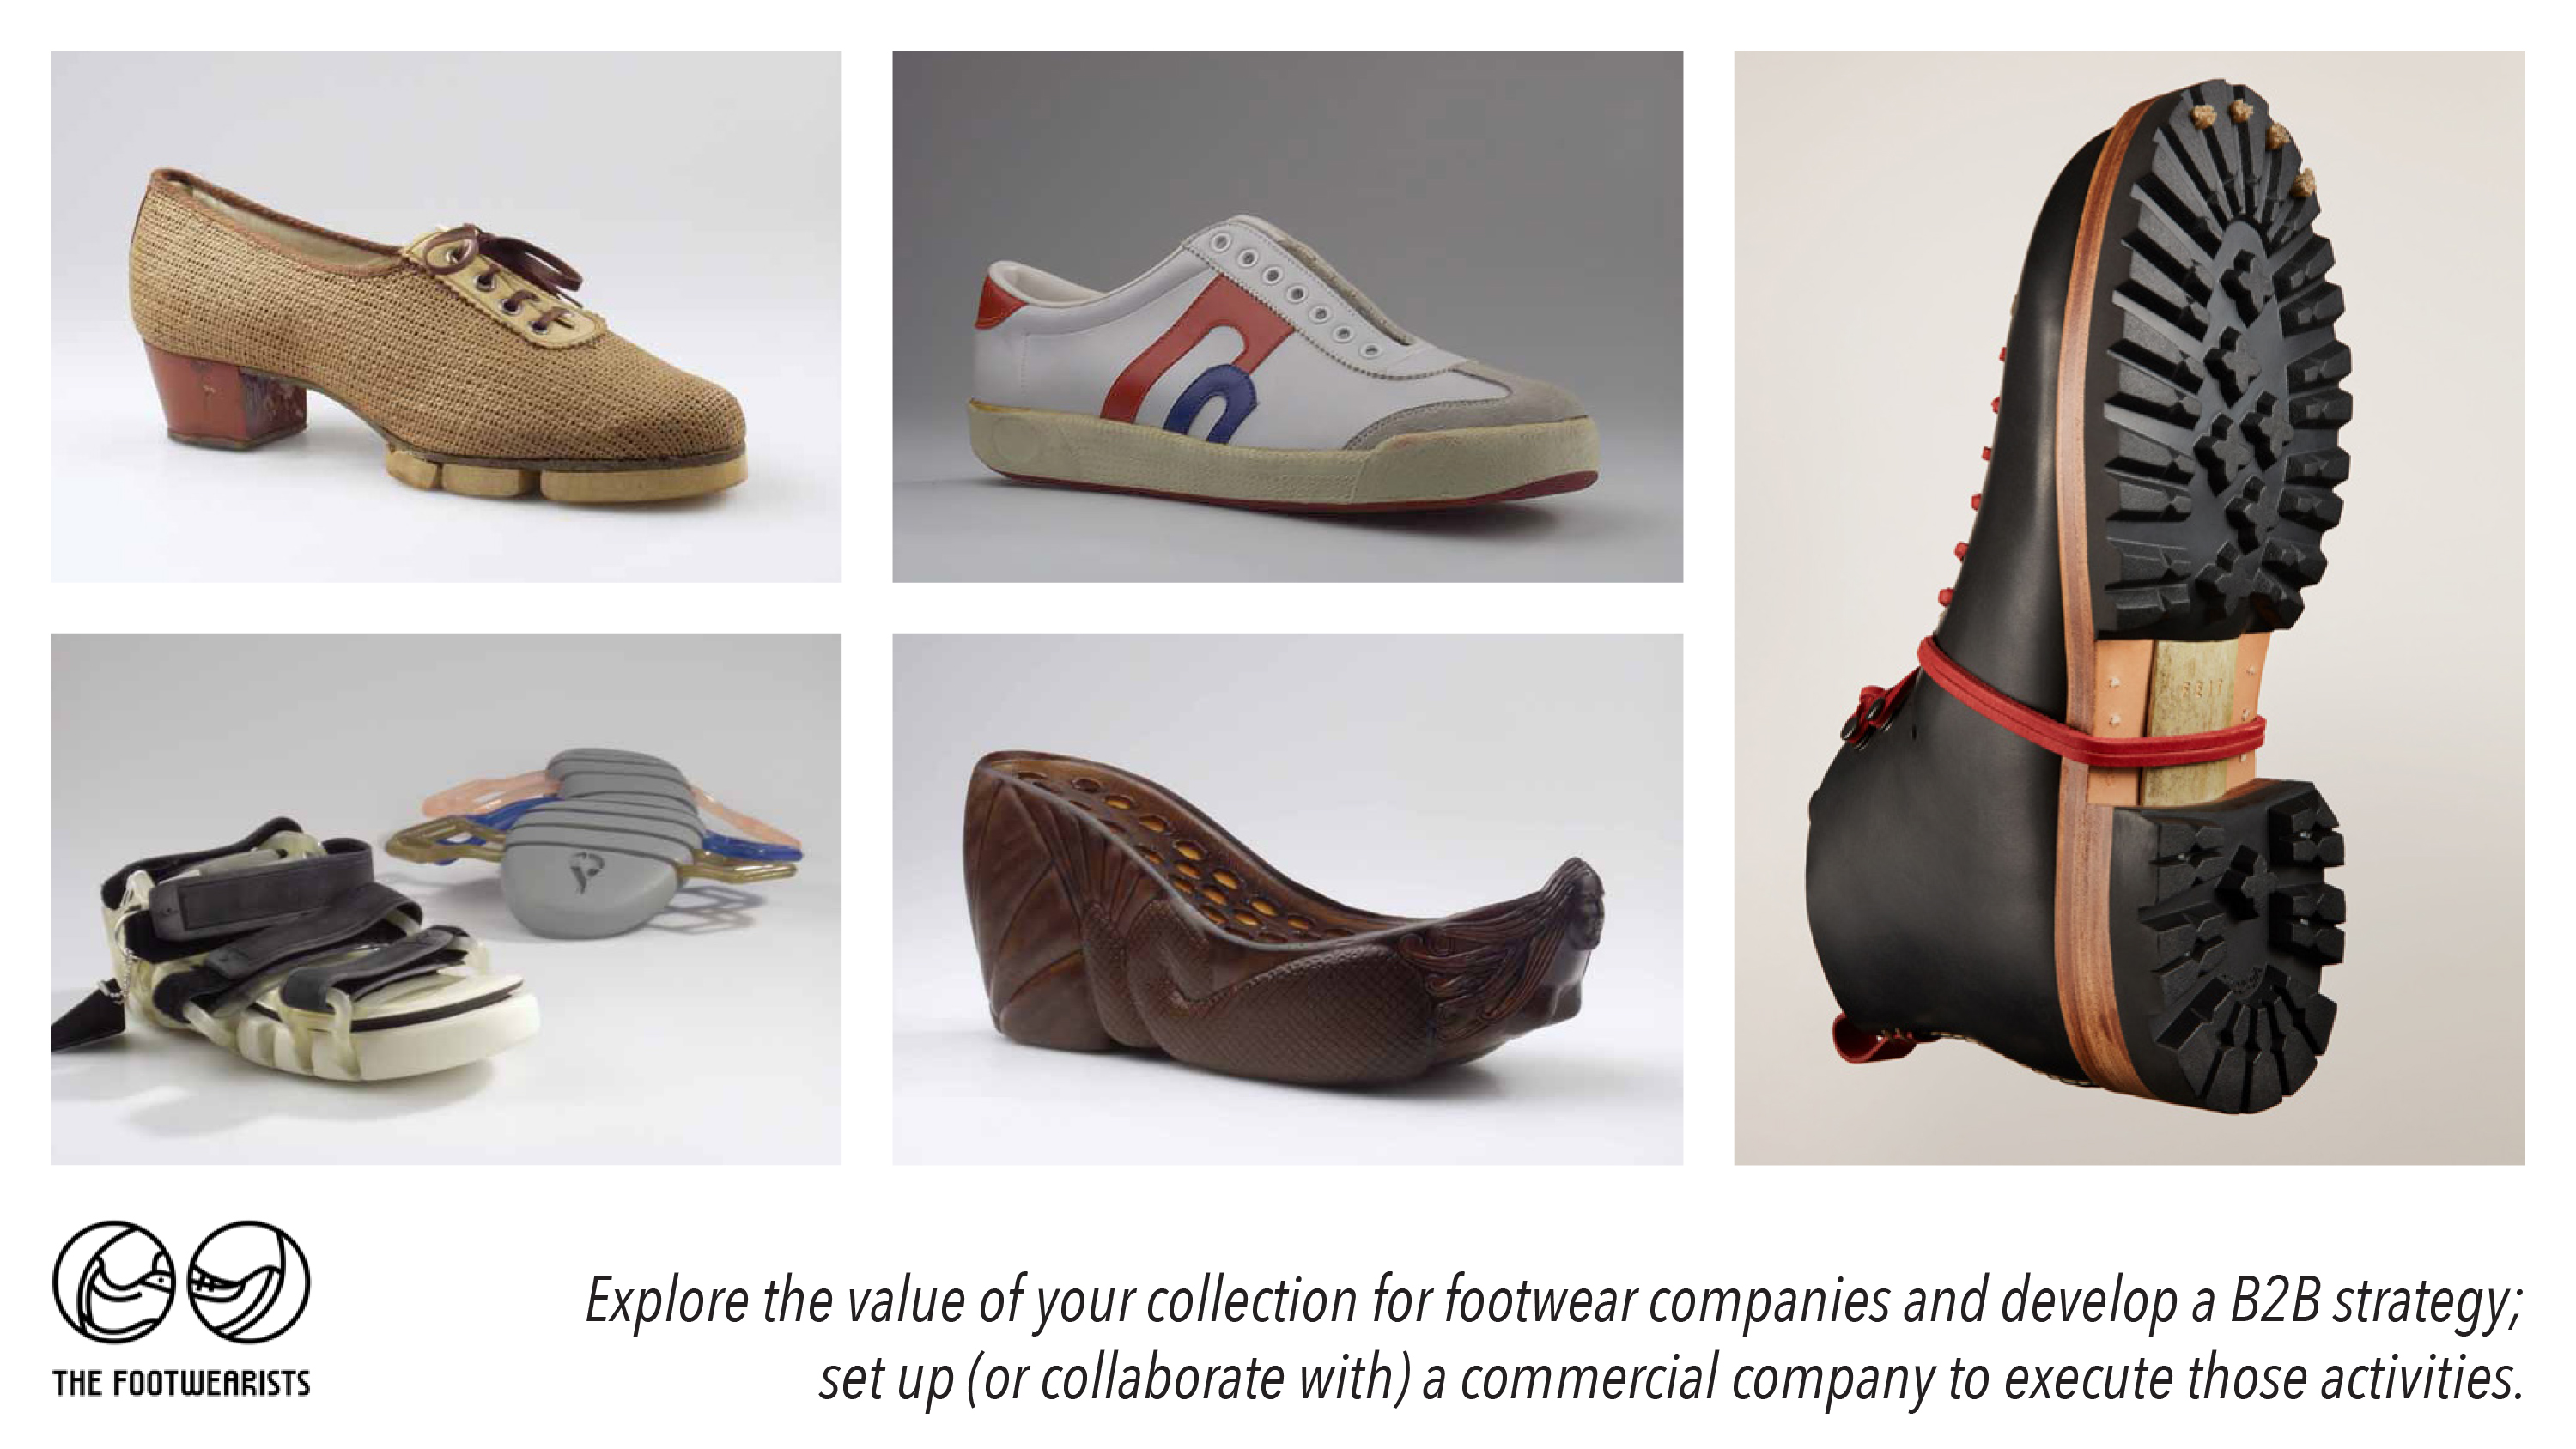 THE FOOTWEARISTS
Explore the value of your collection for footwear companies and develop a B2B strategy;
set up (or collaborate with) a commercial company to execute those activities.